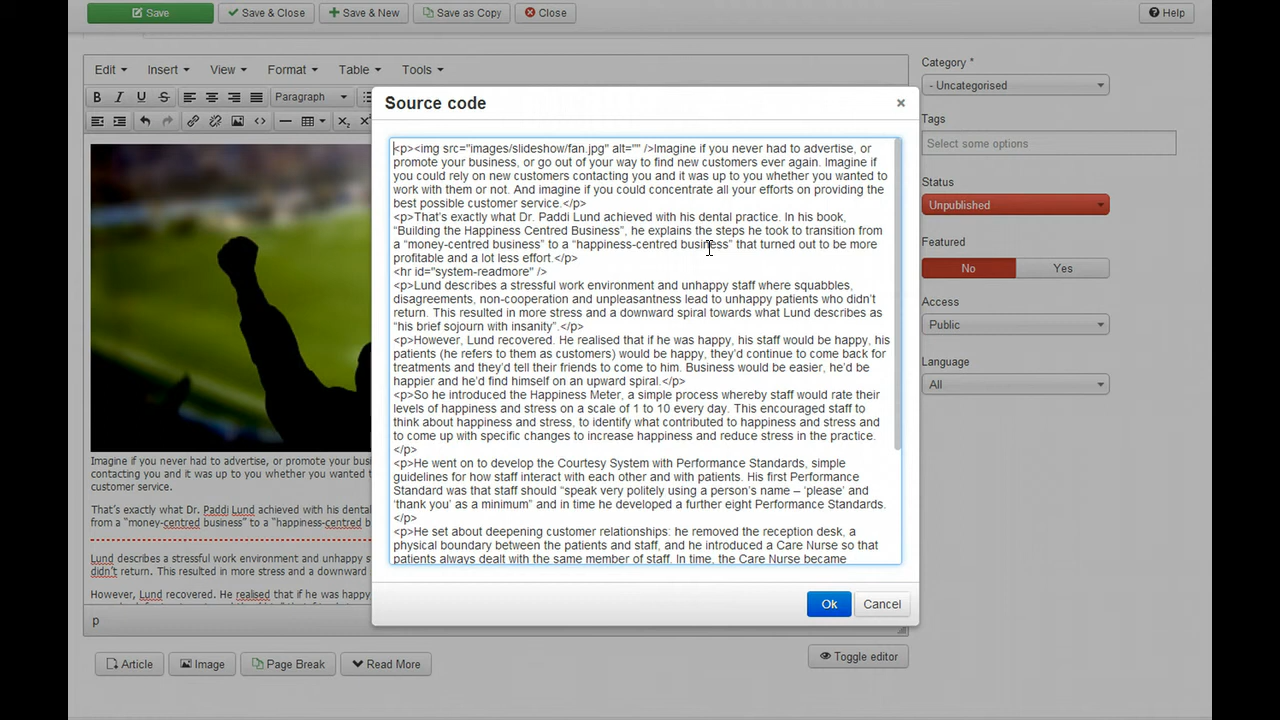 Save
Save & Close
Save & New
Save as Copy
Close
Help
Edit
Insert
View
Format
Table
Tools
B I U S
Paragraph
Source code
×
<p><img src="images/slideshow/fan.jpg" alt="" />Imagine if you never had to advertise, or
promote your business, or go out of your way to find new customers ever again. Imagine if
you could rely on new customers contacting you and it was up to you whether you wanted to
work with them or not. And imagine if you could concentrate all your efforts on providing the
best possible customer service.</p>
<p>That’s exactly what Dr. Paddi Lund achieved with his dental practice. In his book,
“Building the Happiness Centred Business”, he explains the steps he took to transition from
a “money-centred business” to a “happiness-centred business” that turned out to be more
profitable and a lot less effort.</p>
<hr id="system-readmore" />
<p>Lund describes a stressful work environment and unhappy staff where squabbles,
disagreements, non-cooperation and unpleasantness lead to unhappy patients who didn’t
return. This resulted in more stress and a downward spiral towards what Lund describes as
“his brief sojourn with insanity”.</p>
<p>However, Lund recovered. He realised that if he was happy, his staff would be happy, his
patients (he refers to them as customers) would be happy, they’d continue to come back for
treatments and they’d tell their friends to come to him. Business would be easier, he’d be
happier and he’d find himself on an upward spiral.</p>
<p>So he introduced the Happiness Meter, a simple process whereby staff would rate their
levels of happiness and stress on a scale of 1 to 10 every day. This encouraged staff to
think about happiness and stress, to identify what contributed to happiness and stress and
to come up with specific changes to increase happiness and reduce stress in the practice.
</p>
<p>He went on to develop the Courtesy System with Performance Standards, simple
guidelines for how staff interact with each other and with patients. His first Performance
Standard was that staff should “speak very politely using a person’s name – ‘please’ and
‘thank you’ as a minimum” and in time he developed a further eight Performance Standards.
</p>
<p>He set about deepening customer relationships: he removed the reception desk, a
physical boundary between the patients and staff, and he introduced a Care Nurse so that
patients always dealt with the same member of staff. In time, the Care Nurse became
Ok
Cancel
Imagine if you never had to advertise, or promote your busi
contacting you and it was up to you whether you wanted to
customer service.
That’s exactly what Dr. Paddi Lund achieved with his dental
from a “money-centred business” to a “happiness-centred b
Lund describes a stressful work environment and unhappy s
didn’t return. This resulted in more stress and a downward
However, Lund recovered. He realised that if he was happy
p
Article
Image
Page Break
Read More
Toggle editor
Category *
- Uncategorised
Tags
Select some options
Status
Unpublished
Featured
No
Yes
Access
Public
Language
All